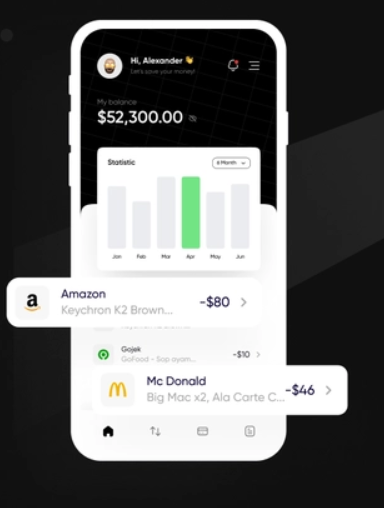 Hi, Alexander 👋
Let's save your money!
My balance
$52,300.00
Statistic
6 Month
Jan Feb Mar Apr May Jun
a
Amazon
Keychron K2 Brown...
-$80
Gojek
GoFood - Sop ayam...
-$10
Mc Donald
Big Mac x2, Ala Carte C...
-$46